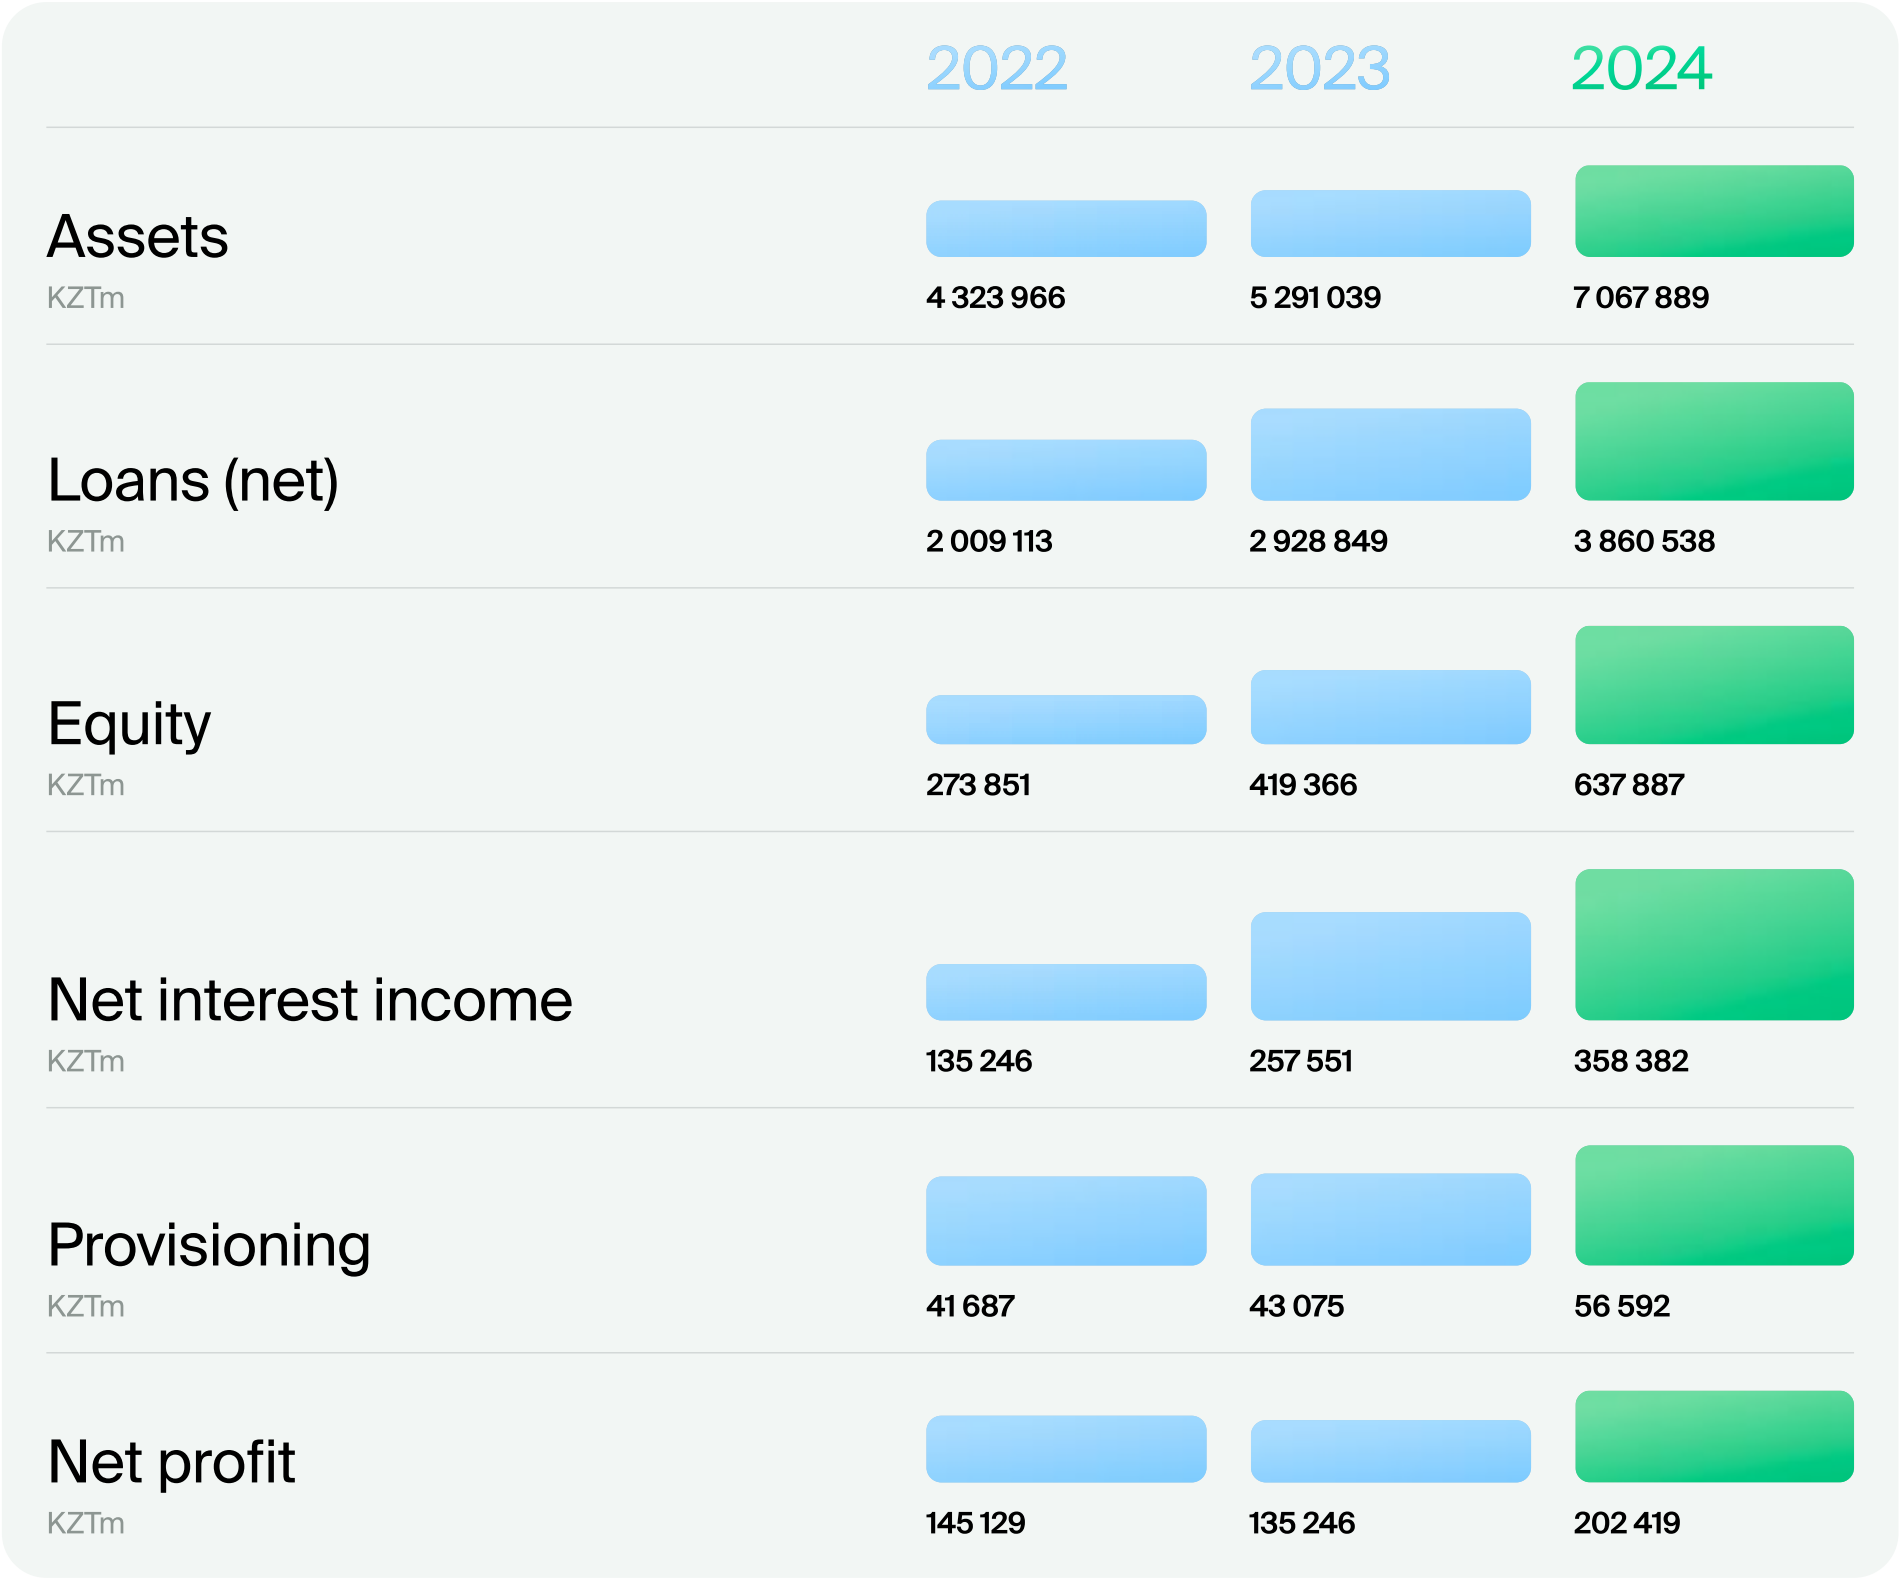 2022 2023 2024
Assets
KZTm
4 323 966 5 291 039 7 067 889
Loans (net)
KZTm
2 009 113 2 928 849 3 860 538
Equity
KZTm
273 851 419 366 637 887
Net interest income
KZTm
135 246 257 551 358 382
Provisioning
KZTm
41 687 43 075 56 592
Net profit
KZTm
145 129 135 246 202 419